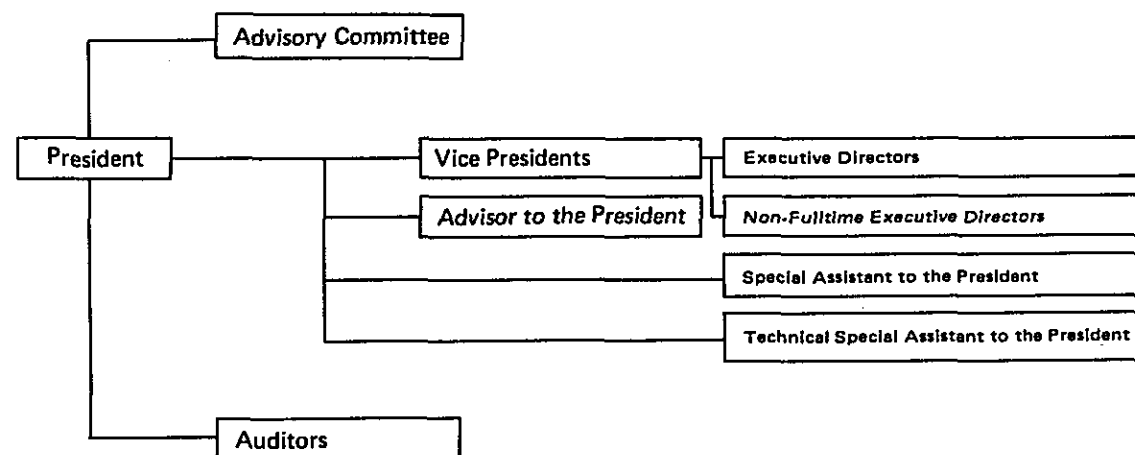 Advisory Committee
President
Vice Presidents
Executive Directors
Advisor to the President
Non-Fulltime Executive Directors
Special Assistant to the President
Technical Special Assistant to the President
Auditors